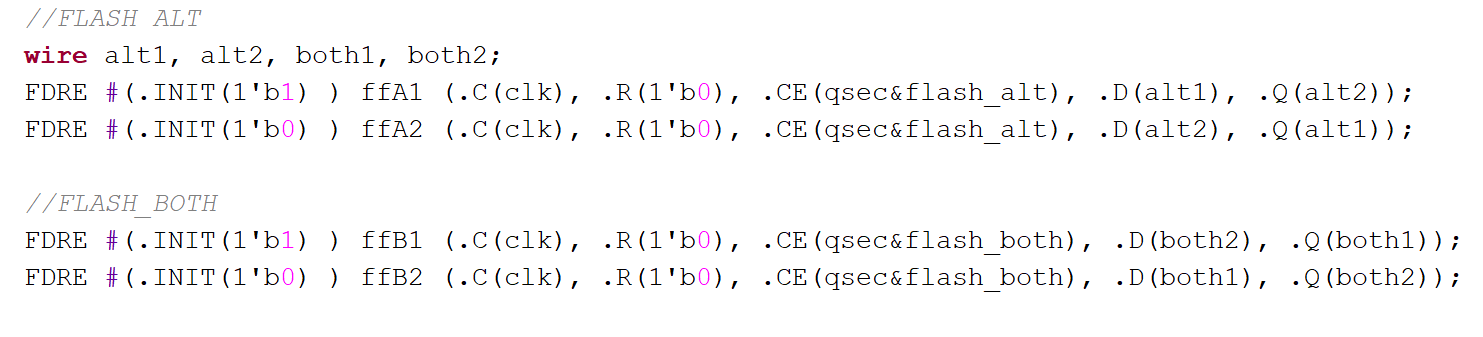 //FLASH ALT
wire alt1, alt2, both1, both2;
FDRE #(.INIT(1'b1) ) ffA1 (.C(clk), .R(1'b0), .CE(qsec&flash_alt), .D(alt1), .Q(alt2));
FDRE #(.INIT(1'b0) ) ffA2 (.C(clk), .R(1'b0), .CE(qsec&flash_alt), .D(alt2), .Q(alt1));
//FLASH_BOTH
FDRE #(.INIT(1'b1) ) ffB1 (.C(clk), .R(1'b0), .CE(qsec&flash_both), .D(both2), .Q(both1));
FDRE #(.INIT(1'b0) ) ffB2 (.C(clk), .R(1'b0), .CE(qsec&flash_both), .D(both1), .Q(both2));